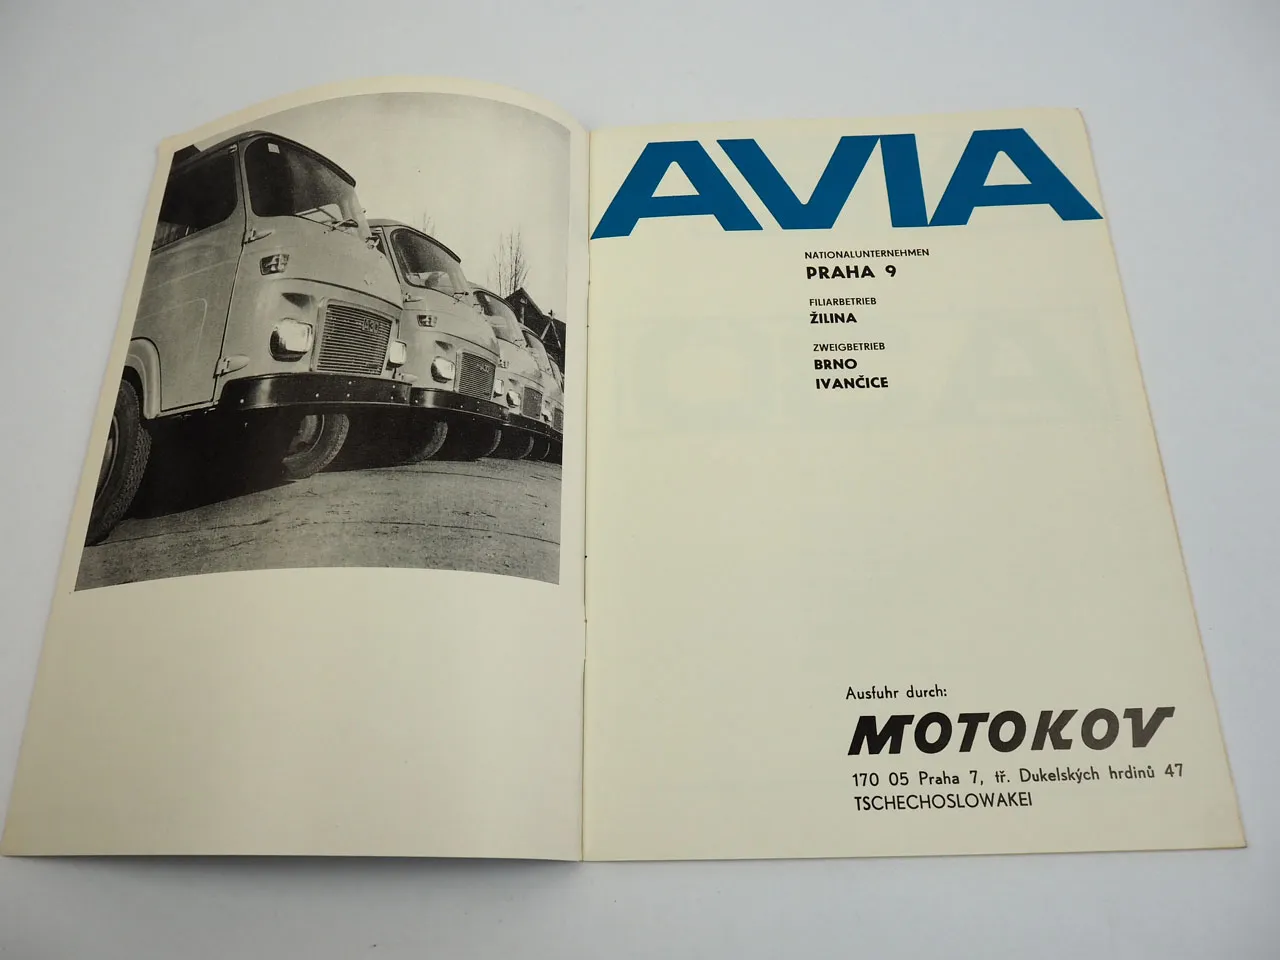 AVIA
NATIONALUNTERNEHMEN
PRAHA 9
FILIARBETRIEB
ŽILINA
ZWEIGBETRIEB
BRNO
IVANČICE
Ausfuhr durch:
MOTOKOV
170 05 Praha 7, tř. Dukelských hrdinů 47
TSCHECHOSLOWAKEI